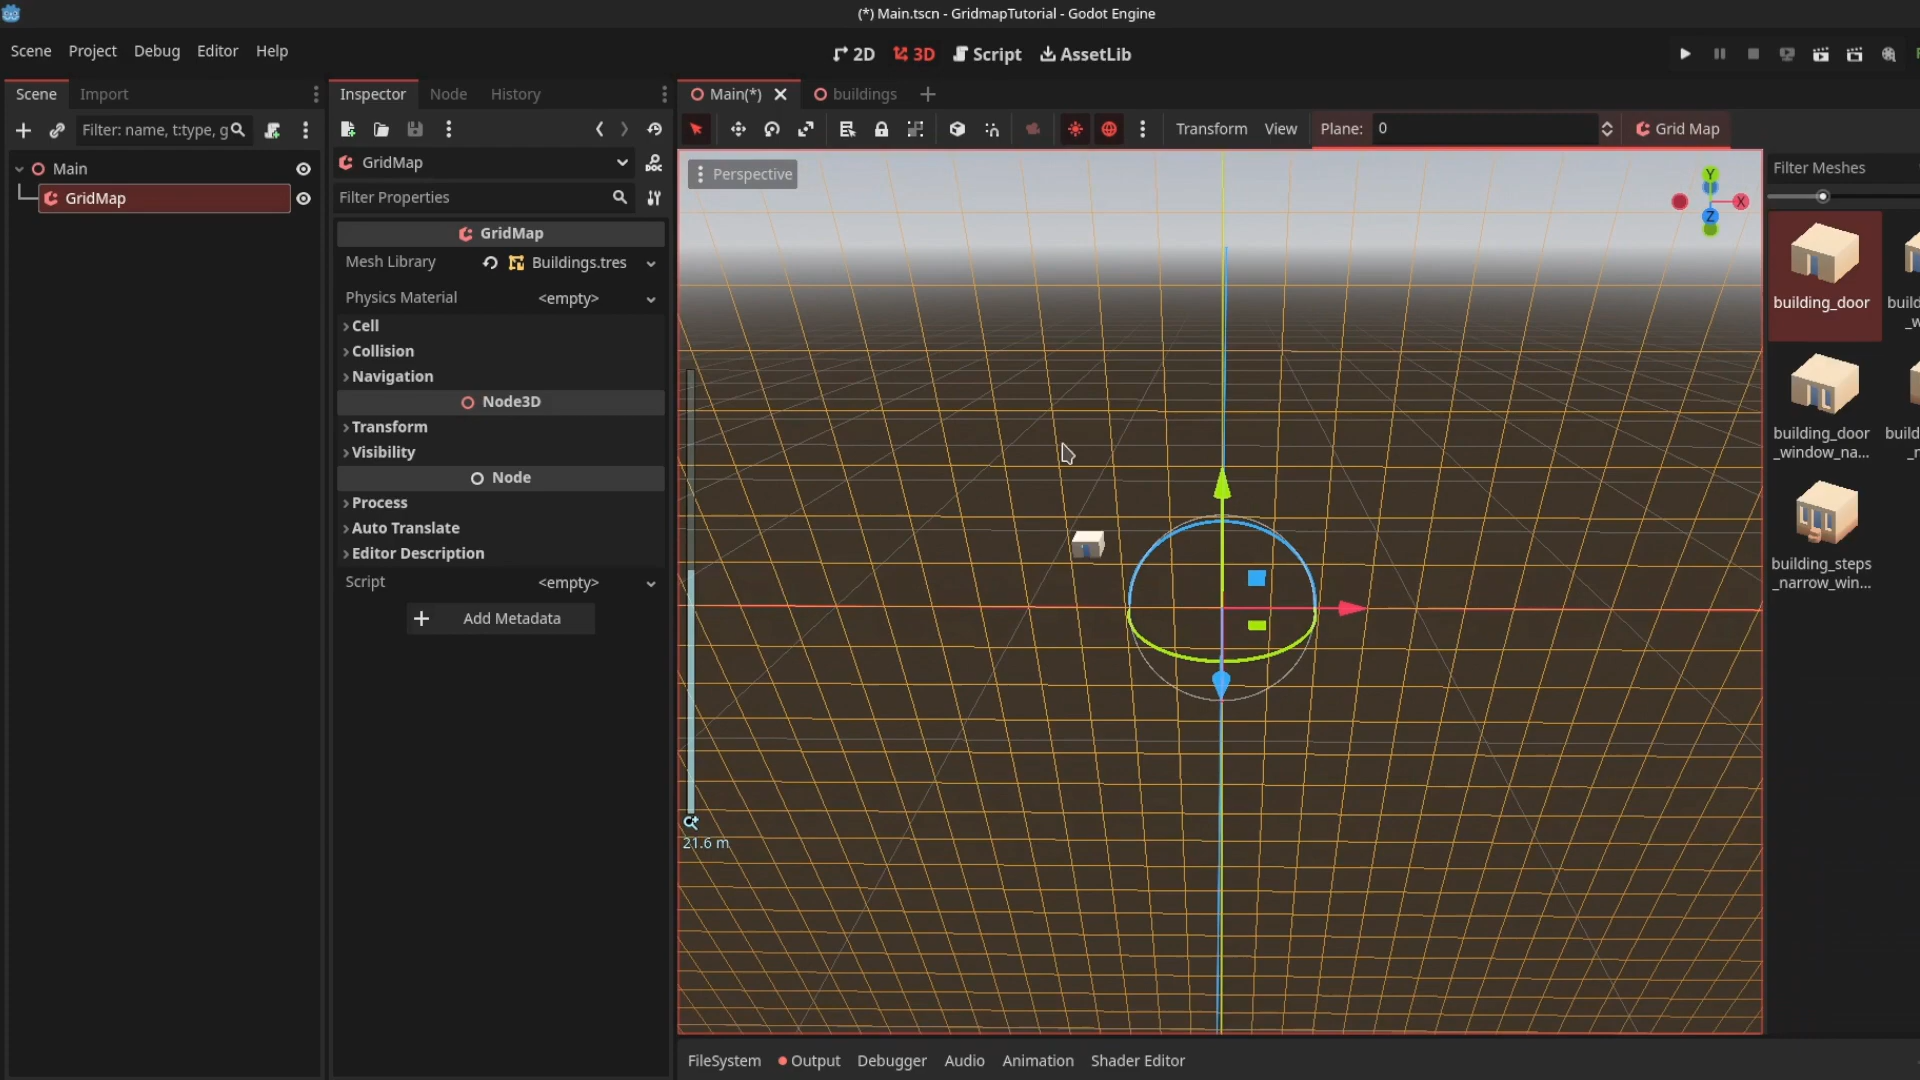 (*) Main.tscn - GridmapTutorial - Godot Engine
Scene Project Debug Editor Help
2D 3D Script AssetLib
Scene Import
Filter: name, t:type, g
Main
GridMap
Inspector Node History
GridMap
Filter Properties
GridMap
Mesh Library Buildings.tres
Physics Material <empty>
Cell
Collision
Navigation
Node3D
Transform
Visibility
Node
Process
Auto Translate
Editor Description
Script <empty>
Add Metadata
Main(*) buildings
Transform View Plane: 0 Grid Map
Perspective
Y
X
Z
21.6 m
Filter Meshes
building_door
build
_w
building_door
_window_na...
build
building_steps
_narrow_win...
FileSystem Output Debugger Audio Animation Shader Editor